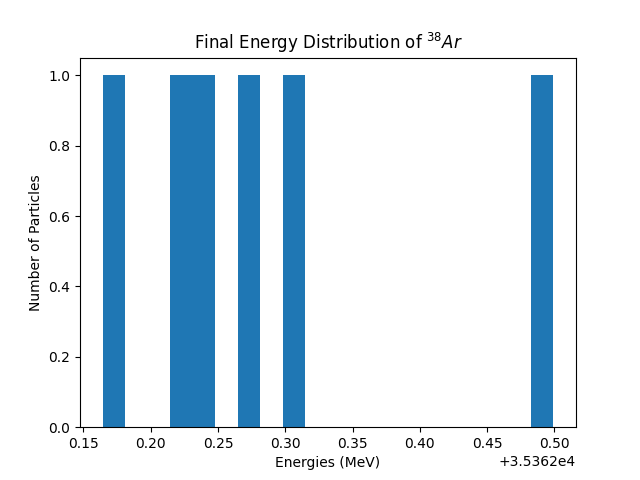 Final Energy Distribution of ³⁸Ar
Number of Particles
1.0
0.8
0.6
0.4
0.2
0.0
0.15 0.20 0.25 0.30 0.35 0.40 0.45 0.50
Energies (MeV)
+3.5362e4